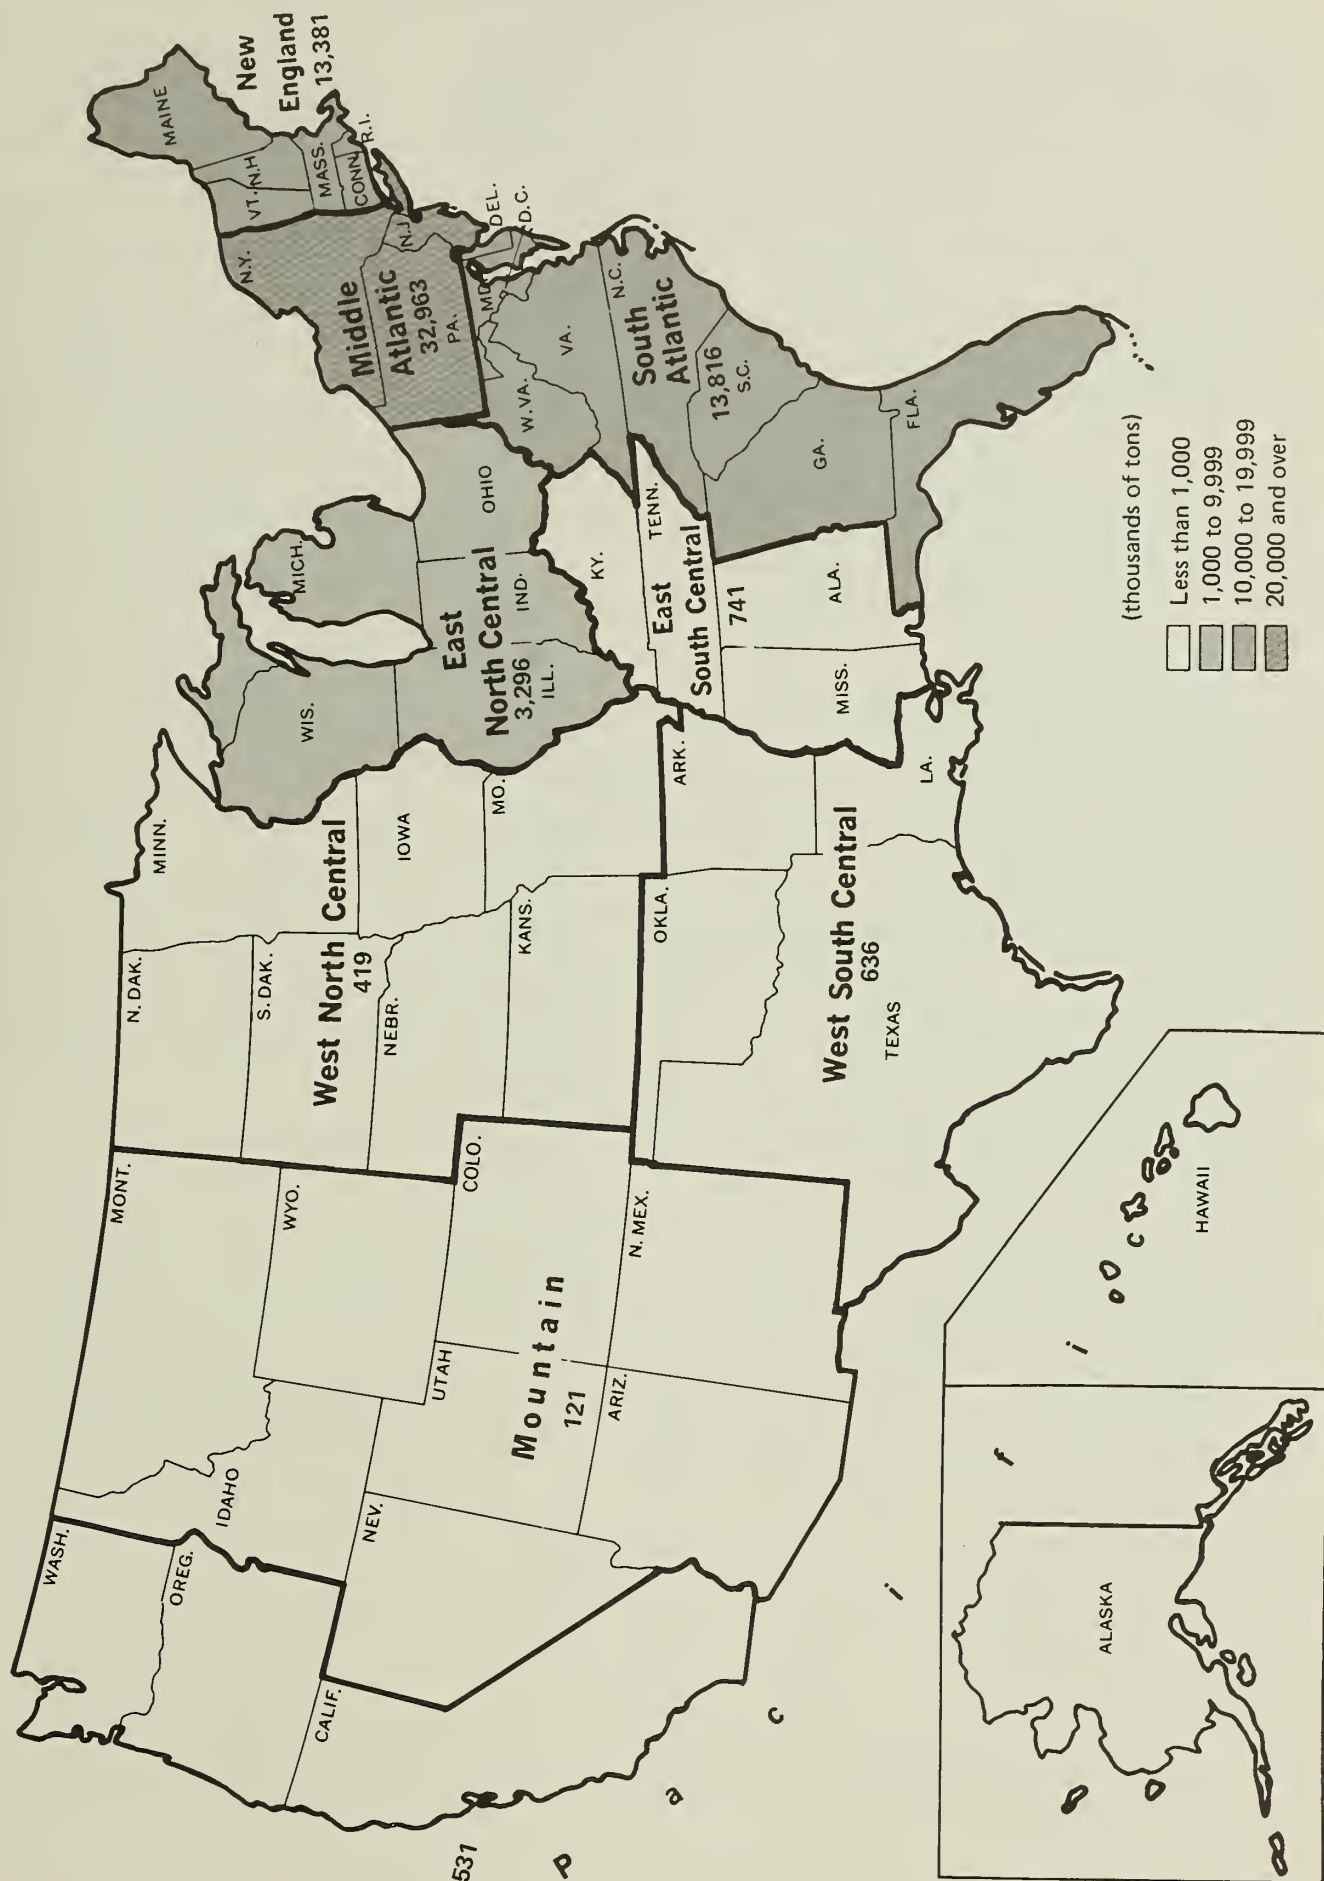 WASH.
OREG.
CALIF.
IDAHO
NEV.
MONT.
WYO.
UTAH
COLO.
ARIZ.
N. MEX.
Mountain
121
531
P
a
c
i
f
i
c
N. DAK.
S. DAK.
NEBR.
KANS.
MINN.
IOWA
MO.
West North Central
419
OKLA.
ARK.
TEXAS
LA.
West South Central
636
WIS.
MICH.
ILL.
IND.
OHIO
East
North Central
3,296
KY.
TENN.
MISS.
ALA.
East
South Central
741
N.Y.
N.J.
PA.
Middle
Atlantic
32,963
MAINE
VT.
N.H
MASS.
CONN.
R.I.
New
England
13,381
DEL.
MD.
D.C.
W. VA.
VA.
N.C.
S.C.
GA.
FLA.
South
Atlantic
13,816
ALASKA
HAWAII
(thousands of tons)
Less than 1,000
1,000 to 9,999
10,000 to 19,999
20,000 and over